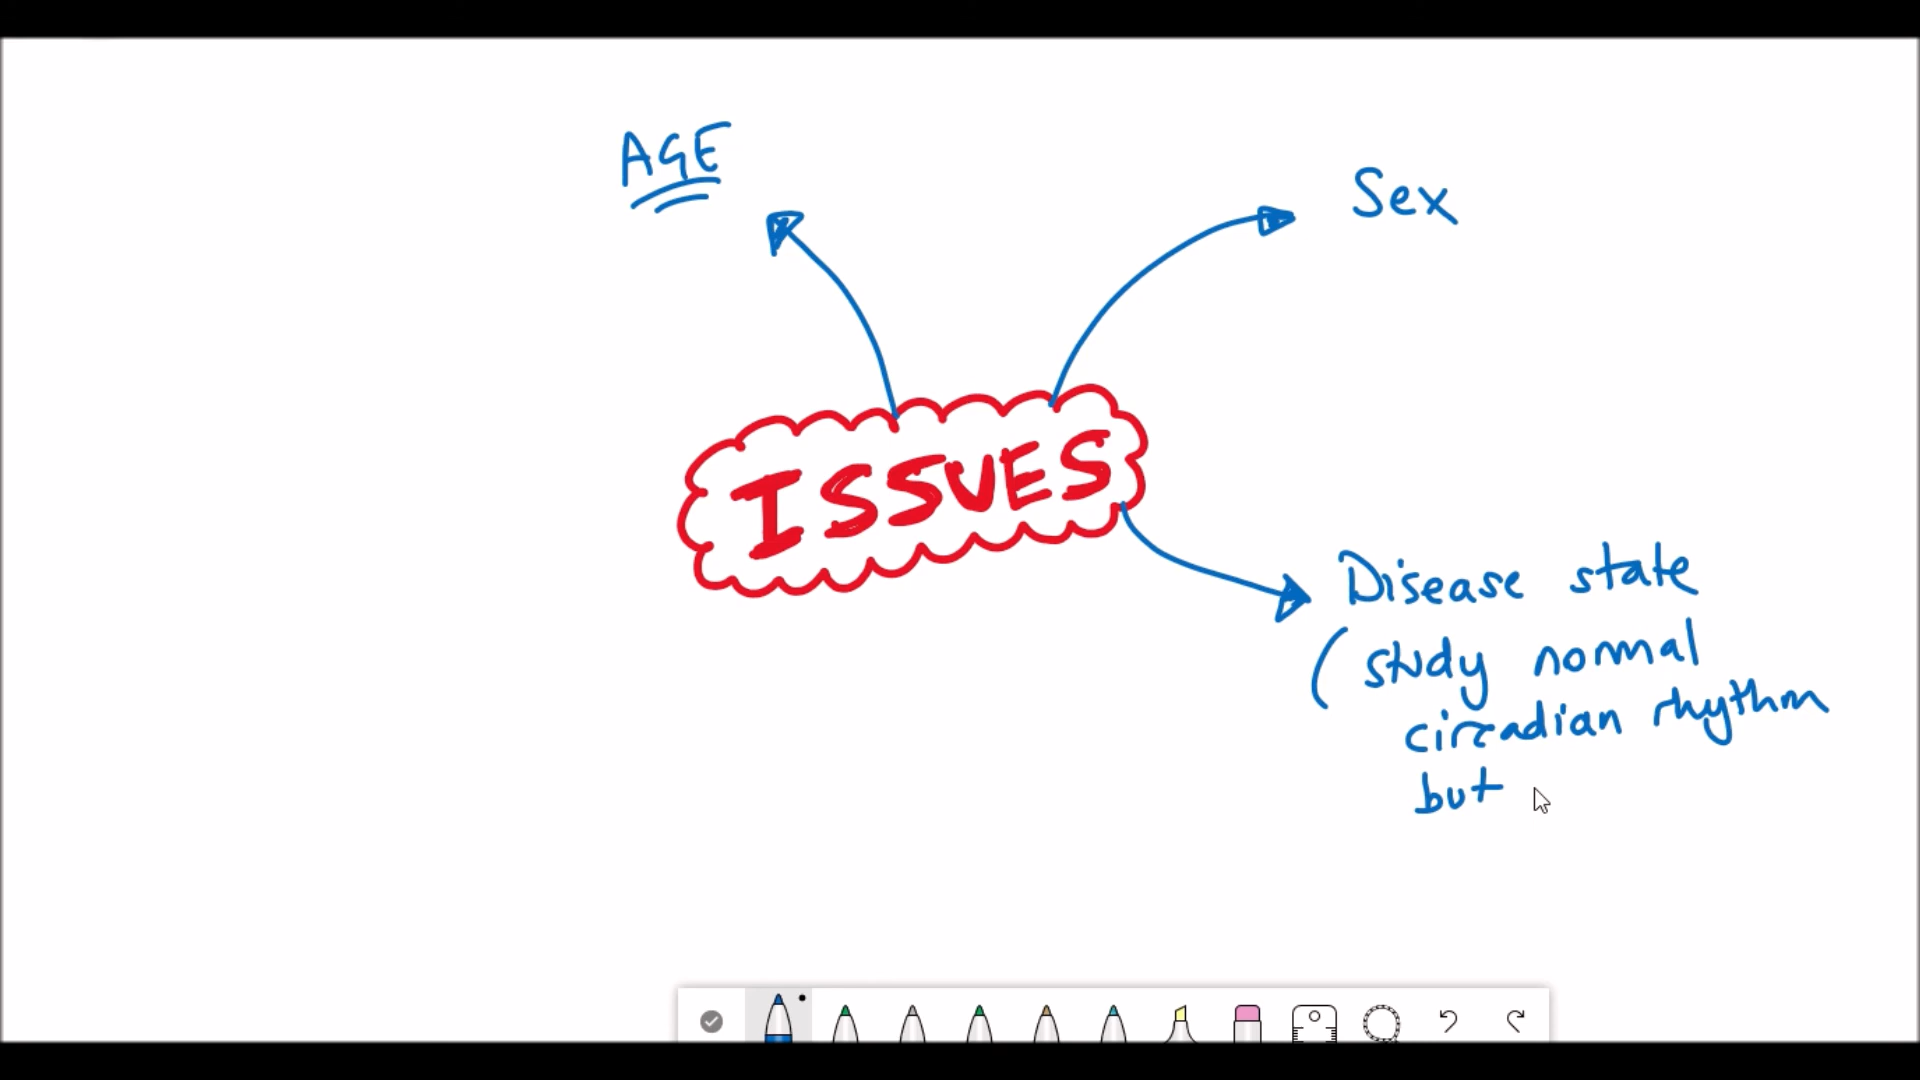 AGE
Sex
ISSUES
Disease state
(study normal
circadian rhythm
but